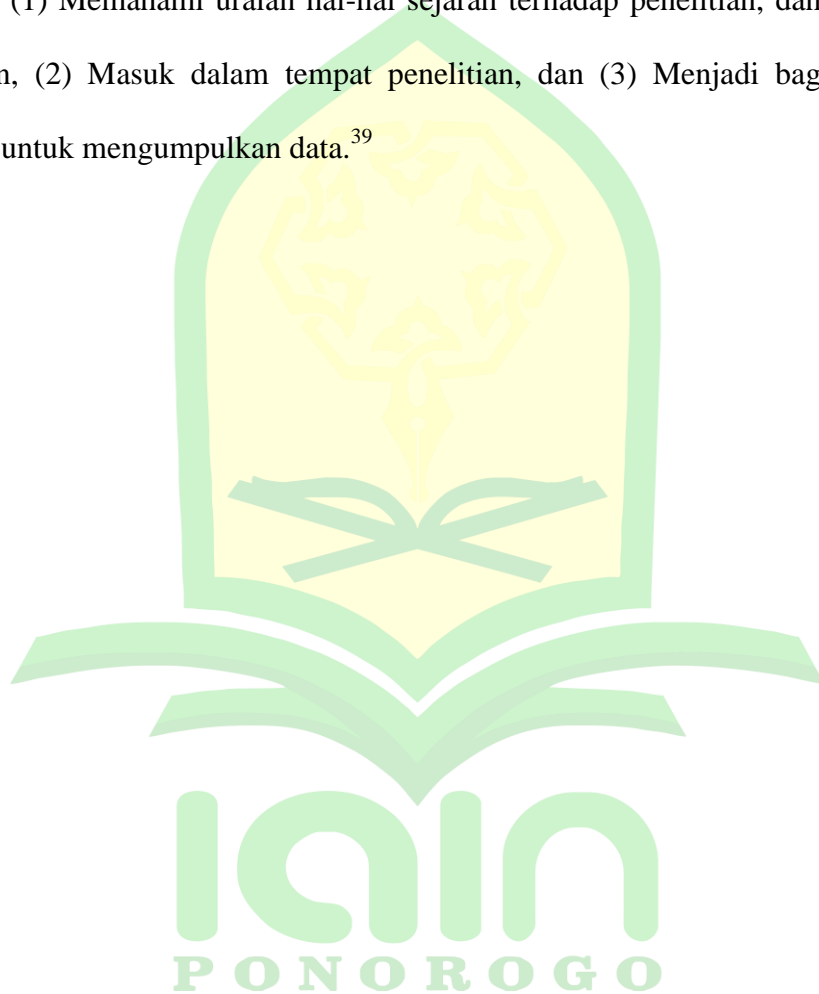 (1) Memahami uraian hal-hal sejarah terhadap penelitian, dan
n, (2) Masuk dalam tempat penelitian, dan (3) Menjadi bag
untuk mengumpulkan data.39
iain
PONOROGO